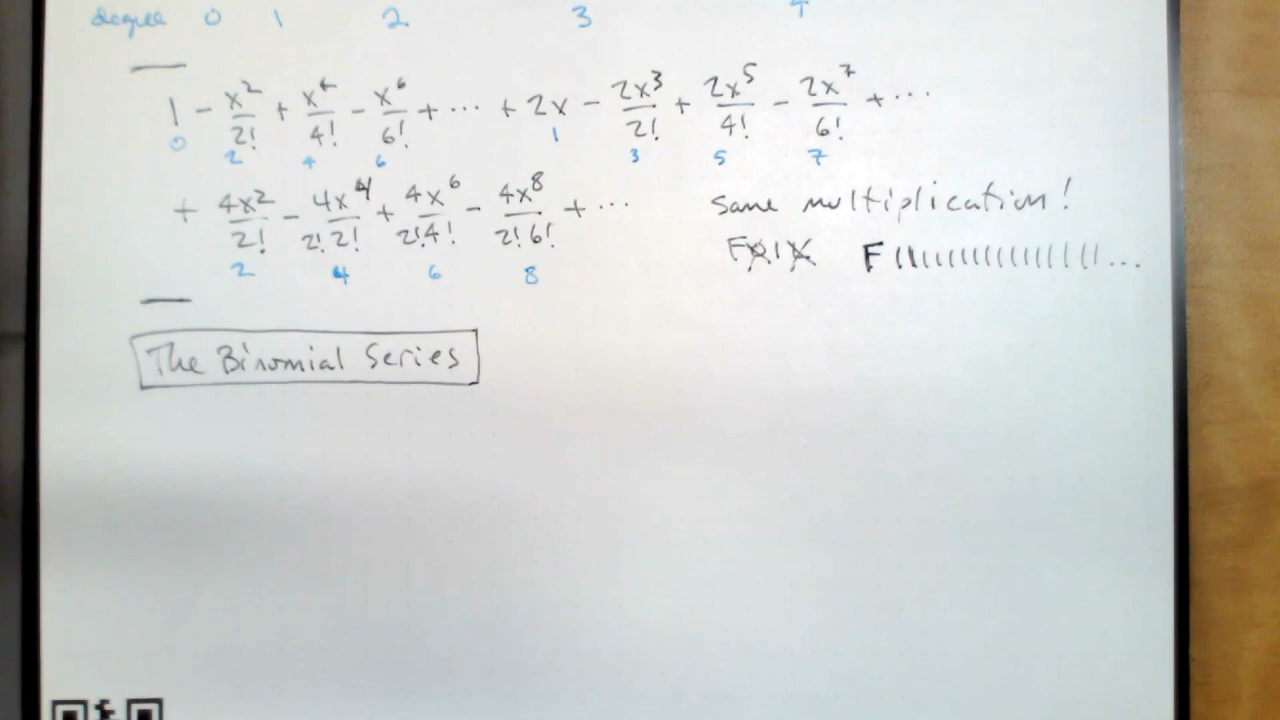 degree 0 1 2 3 4
1 - x²/2! + x⁴/4! - x⁶/6! + ··· + 2x - 2x³/2! + 2x⁵/4! - 2x⁷/6! + ···
0 2 4 6 1 3 5 7
+ 4x²/2! - 4x⁴/2!2! + 4x⁶/2!4! - 4x⁸/2!6! + ··· same multiplication!
2 4 6 8 FOIL F ||||||||||||||||| ...
The Binomial Series